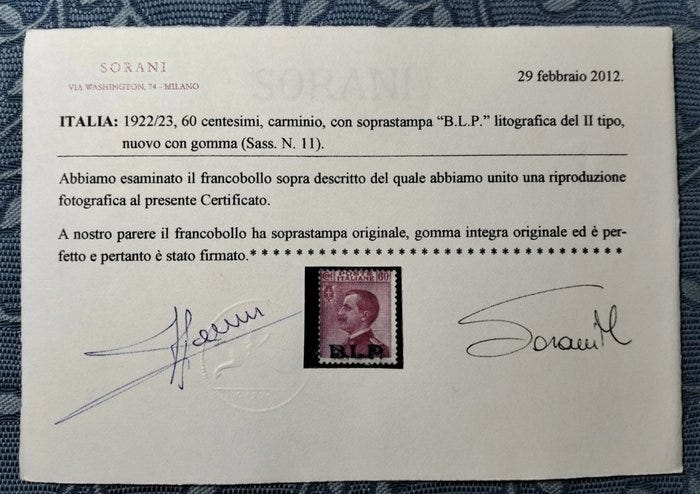 SORANI
VIA WASHINGTON, 74 - MILANO
29 febbraio 2012.
ITALIA: 1922/23, 60 centesimi, carminio, con soprastampa “B.L.P.” litografica del II tipo,
nuovo con gomma (Sass. N. 11).
Abbiamo esaminato il francobollo sopra descritto del quale abbiamo unito una riproduzione
fotografica al presente Certificato.
A nostro parere il francobollo ha soprastampa originale, gomma integra originale ed è per-
fetto e pertanto è stato firmato.* * * * * * * * * * * * * * * * * * * * * * * * * * * * * * * * *
ITALIANE
60
B.L.P.
Sorani